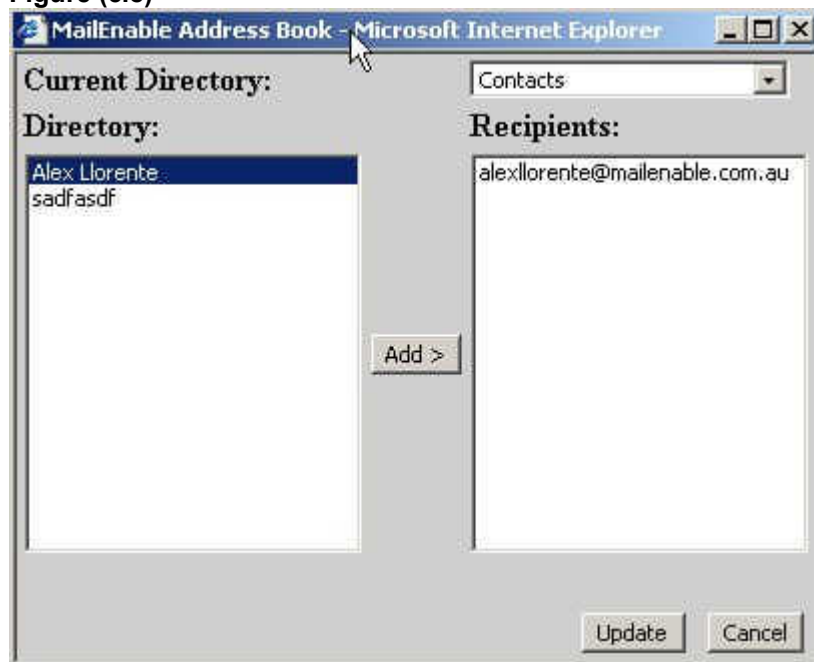 MailEnable Address Book - Microsoft Internet Explorer
Current Directory: Contacts
Directory: Recipients:
Alex Llorente alexllorente@mailenable.com.au
sadfasdf
Add >
Update Cancel